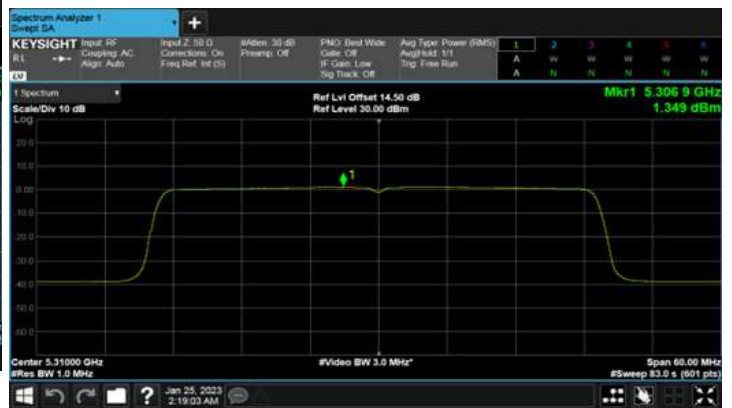 Spectrum Analyzer 1
Swept SA
+
KEYSIGHT
Input: RF
Coupling: AC
Align: Auto
Input Z: 50 Ω
Corrections: On
Freq Ref: Int (S)
#Atten: 30 dB
Preamp: Off
PNO: Best Wide
Gate: Off
IF Gain: Low
Sig Track: Off
Avg Type: Power (RMS)
Avg|Hold: 1/1
Trig: Free Run
1 2 3 4 5 6
A W W W W W
A N N N N N
RL
LXI
1 Spectrum
Scale/Div 10 dB
Log
Ref Lvl Offset 14.50 dB
Ref Level 30.00 dBm
Mkr1 5.306 9 GHz
1.349 dBm
1
20.0
10.0
0.00
-10.0
-20.0
-30.0
-40.0
-50.0
-60.0
Center 5.31000 GHz
#Res BW 1.0 MHz
#Video BW 3.0 MHz*
Span 60.00 MHz
#Sweep 83.0 s (601 pts)
?
Jan 25, 2023
2:19:03 AM